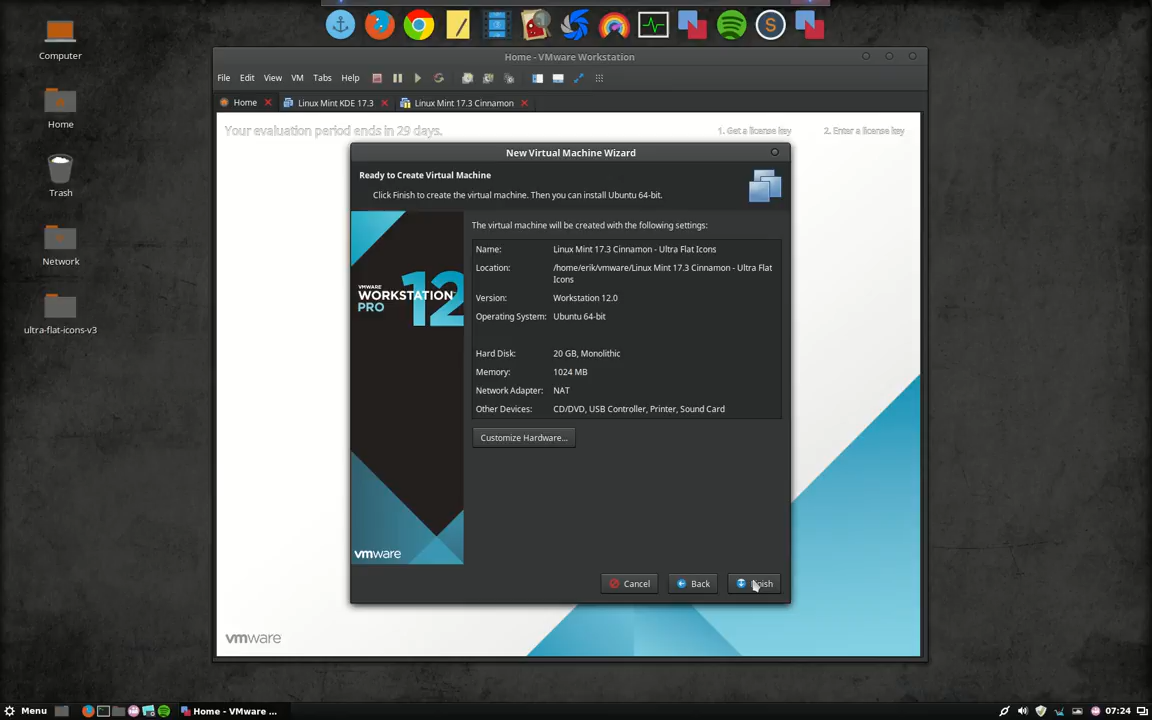 Computer
Home
Trash
Network
ultra-flat-icons-v3
Home - VMware Workstation
File Edit View VM Tabs Help
Home Linux Mint KDE 17.3 Linux Mint 17.3 Cinnamon
Your evaluation period ends in 29 days. 1. Get a license key 2. Enter a license key
New Virtual Machine Wizard
Ready to Create Virtual Machine
Click Finish to create the virtual machine. Then you can install Ubuntu 64-bit.
VMWARE
WORKSTATION
PRO
12
vmware
The virtual machine will be created with the following settings:
Name: Linux Mint 17.3 Cinnamon - Ultra Flat Icons
Location: /home/erik/vmware/Linux Mint 17.3 Cinnamon - Ultra Flat
Icons
Version: Workstation 12.0
Operating System: Ubuntu 64-bit
Hard Disk: 20 GB, Monolithic
Memory: 1024 MB
Network Adapter: NAT
Other Devices: CD/DVD, USB Controller, Printer, Sound Card
Customize Hardware...
Cancel Back Finish
vmware
Menu Home - VMware ... 07:24